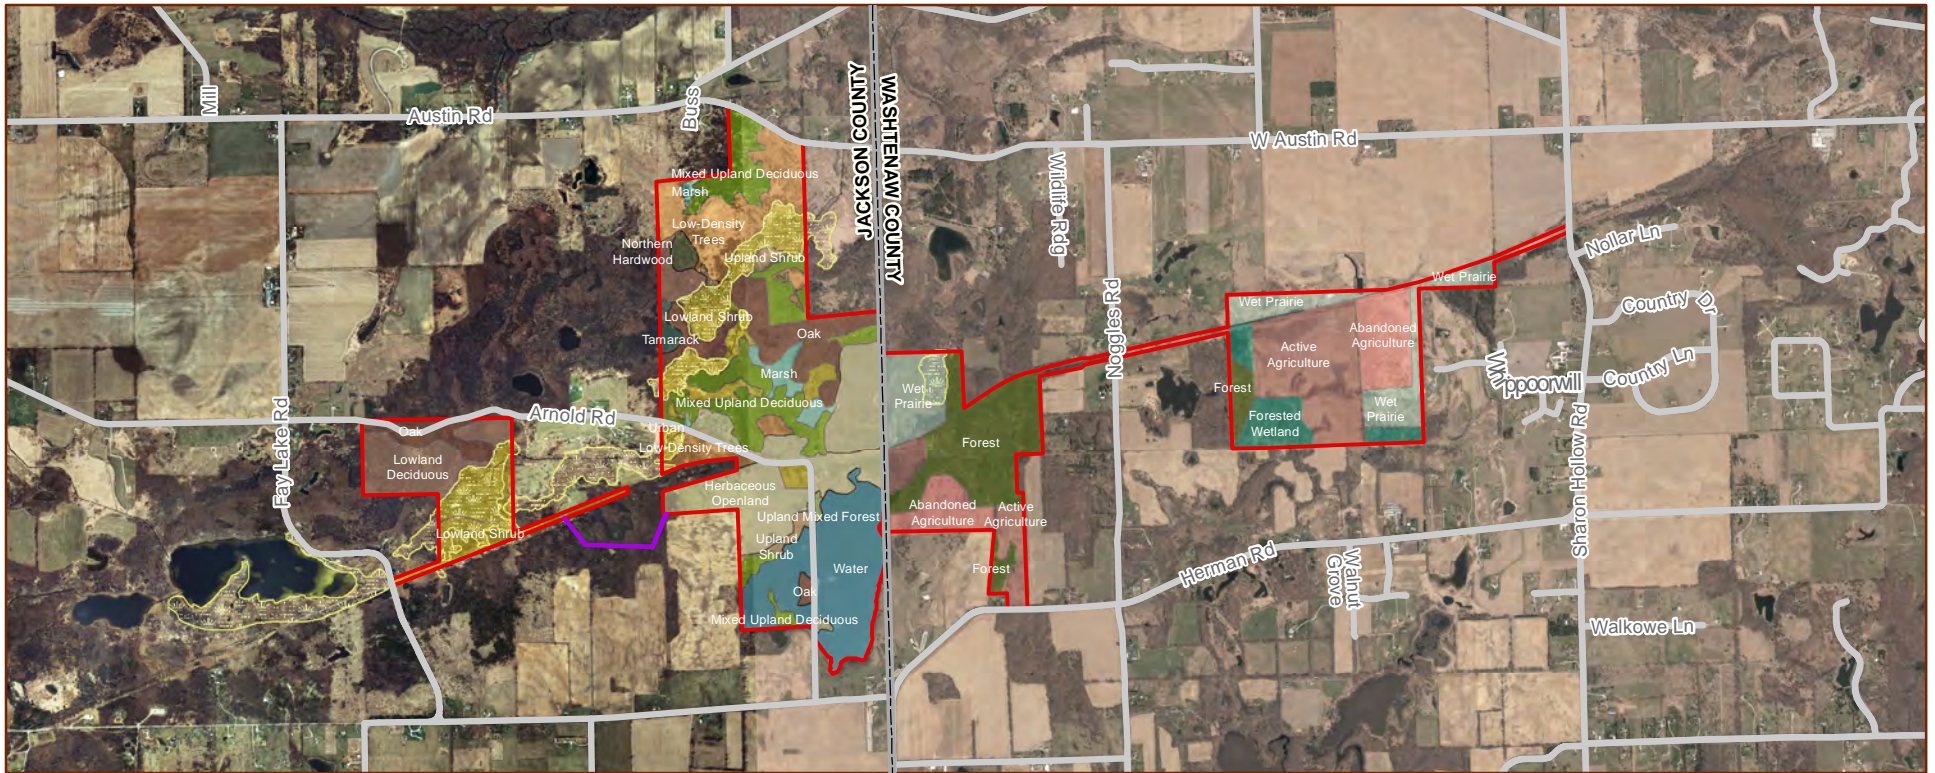 Mill
Austin Rd
Buss
JACKSON COUNTY
WASHTENAW COUNTY
W Austin Rd
Wildlife Rdg
Mixed Upland Deciduous
Marsh
Low-Density
Trees
Northern
Hardwood
Upland Shrub
Nollar Ln
Wet Prairie
Wet Prairie
Country Dr
Lowland Shrub
Tamarack
Oak
Noggles Rd
Active
Agriculture
Abandoned
Agriculture
Whippoorwill
Country Ln
Marsh
Wet
Prairie
Forest
Mixed Upland Deciduous
Wet
Prairie
Fay Lake Rd
Arnold Rd
Oak
Urban
Forested
Wetland
Sharon Hollow Rd
Low-Density Trees
Forest
Lowland
Deciduous
Herbaceous
Openland
Abandoned
Agriculture
Active
Agriculture
Upland Mixed Forest
Lowland Shrub
Upland
Shrub
Water
Forest
Herman Rd
Walnut
Grove
Oak
Mixed Upland Deciduous
Walkowe Ln